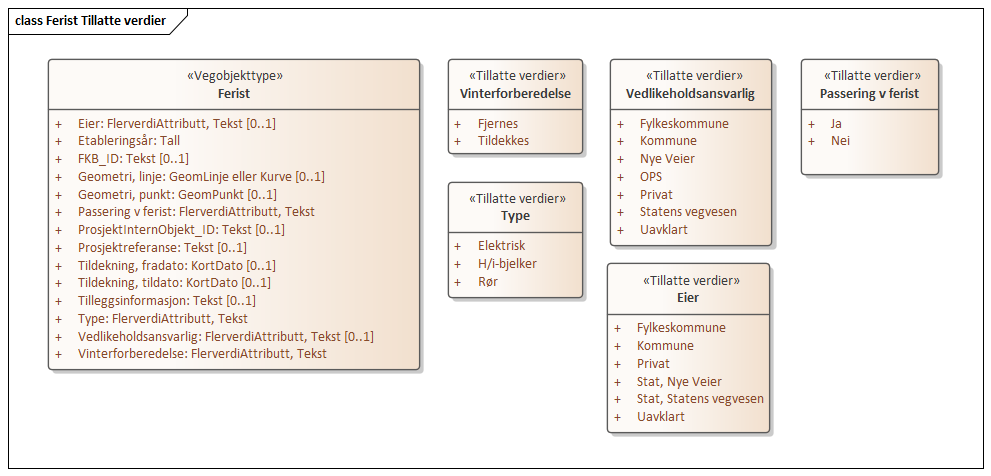 class Ferist Tillatte verdier
«Vegobjekttype»
Ferist
+ Eier: FlerverdiAttributt, Tekst [0..1]
+ Etableringsår: Tall
+ FKB_ID: Tekst [0..1]
+ Geometri, linje: GeomLinje eller Kurve [0..1]
+ Geometri, punkt: GeomPunkt [0..1]
+ Passering v ferist: FlerverdiAttributt, Tekst
+ ProsjektInternObjekt_ID: Tekst [0..1]
+ Prosjektreferanse: Tekst [0..1]
+ Tildekning, fradato: KortDato [0..1]
+ Tildekning, tildato: KortDato [0..1]
+ Tilleggsinformasjon: Tekst [0..1]
+ Type: FlerverdiAttributt, Tekst
+ Vedlikeholdsansvarlig: FlerverdiAttributt, Tekst [0..1]
+ Vinterforberedelse: FlerverdiAttributt, Tekst
«Tillatte verdier»
Vinterforberedelse
+ Fjernes
+ Tildekkes
«Tillatte verdier»
Type
+ Elektrisk
+ H/i-bjelker
+ Rør
«Tillatte verdier»
Vedlikeholdsansvarlig
+ Fylkeskommune
+ Kommune
+ Nye Veier
+ OPS
+ Privat
+ Statens vegvesen
+ Uavklart
«Tillatte verdier»
Eier
+ Fylkeskommune
+ Kommune
+ Privat
+ Stat, Nye Veier
+ Stat, Statens vegvesen
+ Uavklart
«Tillatte verdier»
Passering v ferist
+ Ja
+ Nei